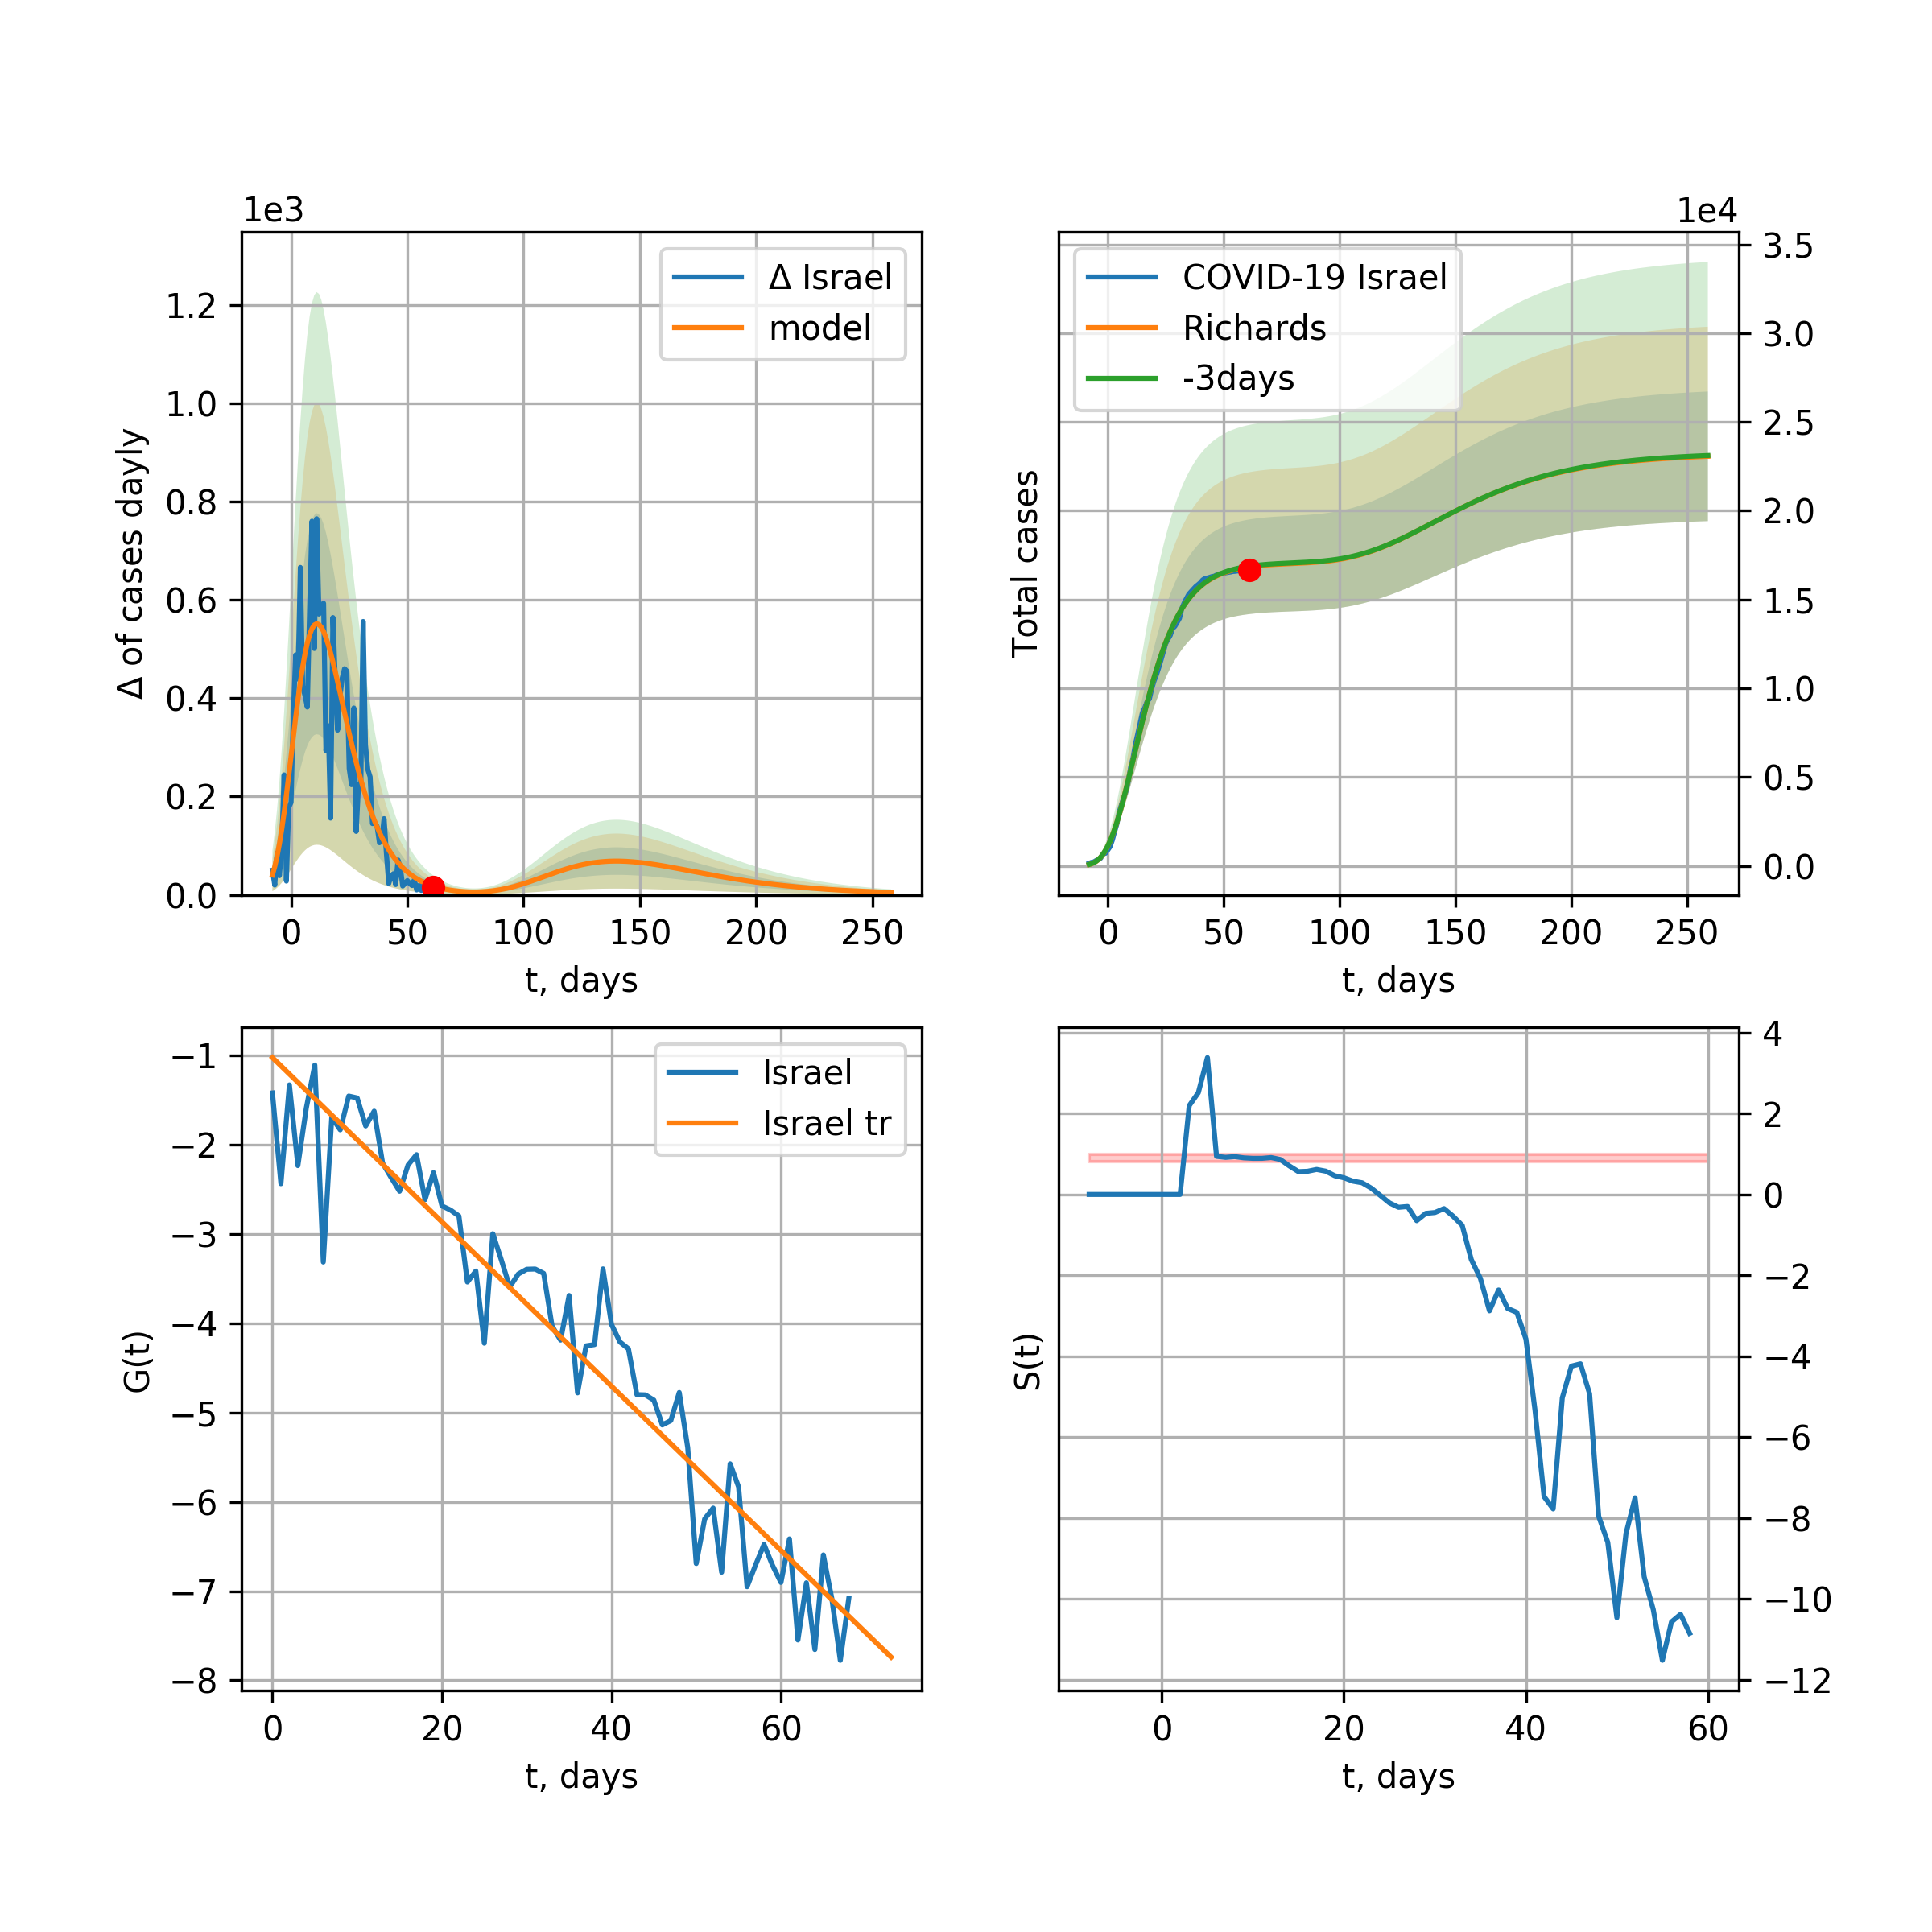 1e3
1e4
Δ Israel
model
COVID-19 Israel
Richards
-3days
Δ of cases dayly
1.2
1.0
0.8
0.6
0.4
0.2
0.0
0 50 100 150 200 250
t, days
Total cases
3.5
3.0
2.5
2.0
1.5
1.0
0.5
0.0
0 50 100 150 200 250
t, days
Israel
Israel tr
G(t)
−1
−2
−3
−4
−5
−6
−7
−8
0 20 40 60
t, days
S(t)
4
2
0
−2
−4
−6
−8
−10
−12
0 20 40 60
t, days